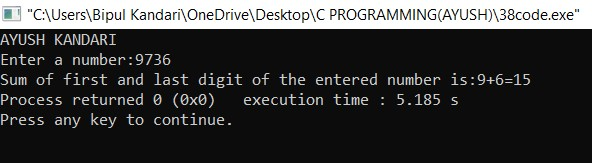 "C:\Users\Bipul Kandari\OneDrive\Desktop\C PROGRAMMING(AYUSH)\38code.exe"
AYUSH KANDARI
Enter a number:9736
Sum of first and last digit of the entered number is:9+6=15
Process returned 0 (0x0)   execution time : 5.185 s
Press any key to continue.